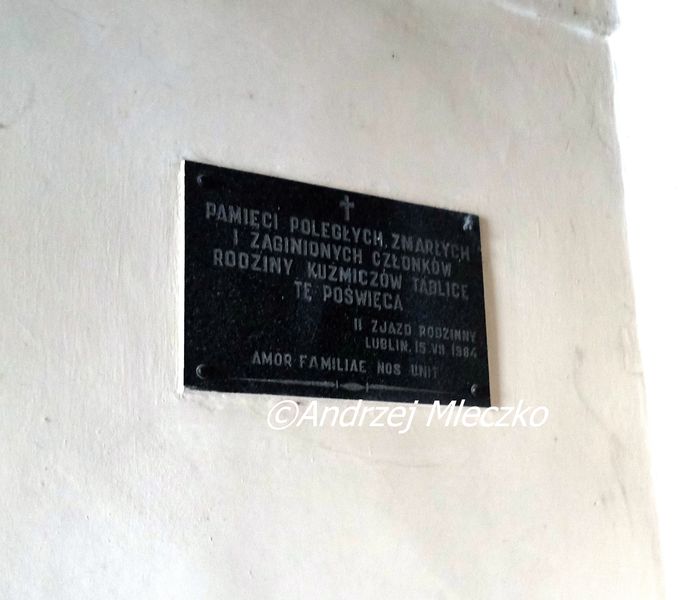 PAMIĘCI POLEGŁYCH, ZMARŁYCH
I ZAGINIONYCH CZŁONKÓW
RODZINY KUZMICZÓW TABLICĘ
TĘ POŚWIĘCA
II ZJAZD RODZINNY
LUBLIN, 15.VII 1984
AMOR FAMILIAE NOS UNIT
©Andrzej Mleczko